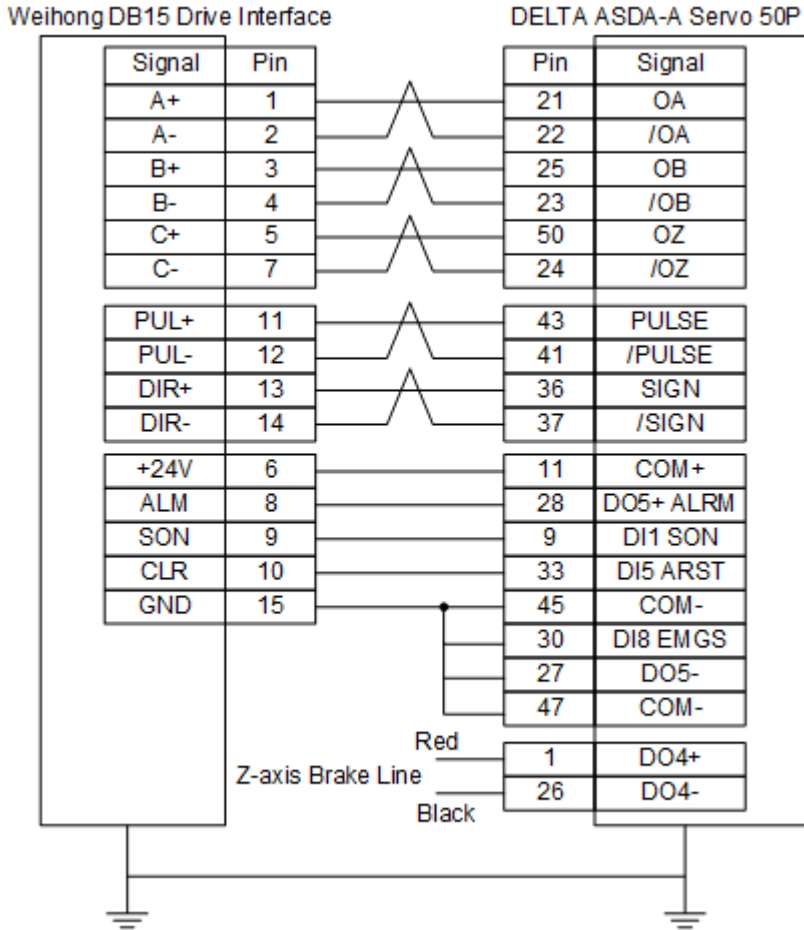 Weihong DB15 Drive Interface DELTA ASDA-A Servo 50P
Signal Pin Pin Signal
A+ 1 21 OA
A- 2 22 /OA
B+ 3 25 OB
B- 4 23 /OB
C+ 5 50 OZ
C- 7 24 /OZ
PUL+ 11 43 PULSE
PUL- 12 41 /PULSE
DIR+ 13 36 SIGN
DIR- 14 37 /SIGN
+24V 6 11 COM+
ALM 8 28 DO5+ ALRM
SON 9 9 DI1 SON
CLR 10 33 DI5 ARST
GND 15 45 COM-
30 DI8 EMGS
27 DO5-
47 COM-
Red
1 DO4+
Z-axis Brake Line
26 DO4-
Black